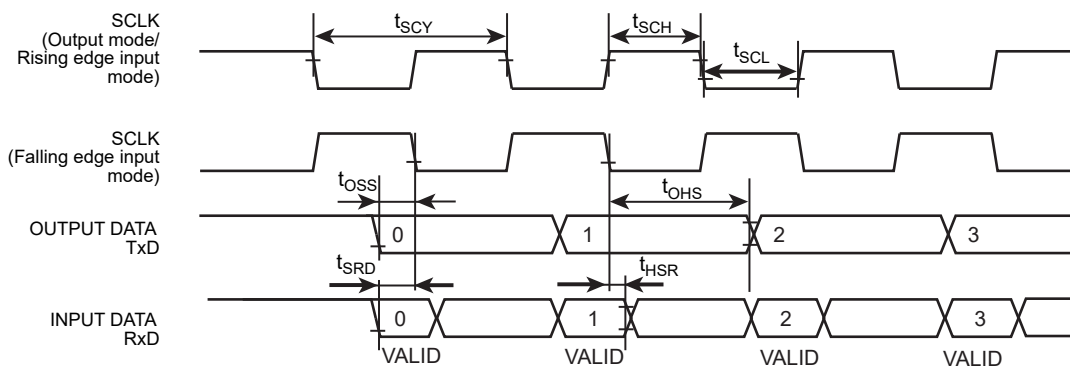 SCLK
(Output mode/
Rising edge input
mode)
tSCY
tSCH
tSCL
SCLK
(Falling edge input
mode)
tOSS
tOHS
OUTPUT DATA
TxD
0
1
2
3
tSRD
tHSR
INPUT DATA
RxD
0
1
2
3
VALID
VALID
VALID
VALID